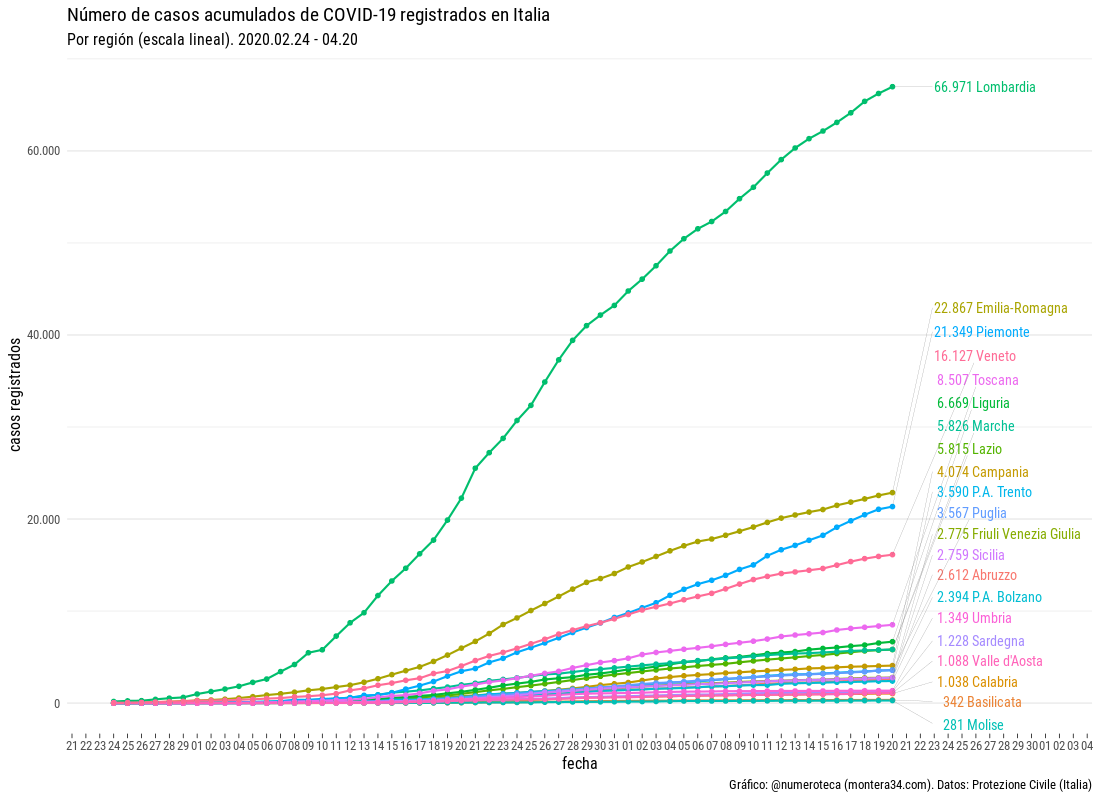 Número de casos acumulados de COVID-19 registrados en Italia
Por región (escala lineal). 2020.02.24 - 04.20
66.971 Lombardia
60.000
22.867 Emilia-Romagna
40.000
21.349 Piemonte
16.127 Veneto
8.507 Toscana
6.669 Liguria
5.826 Marche
5.815 Lazio
4.074 Campania
3.590 P.A. Trento
3.567 Puglia
20.000
2.775 Friuli Venezia Giulia
2.759 Sicilia
2.612 Abruzzo
2.394 P.A. Bolzano
1.349 Umbria
1.228 Sardegna
1.088 Valle d'Aosta
1.038 Calabria
342 Basilicata
0
281 Molise
casos registrados
21 22 23 24 25 26 27 28 29 01 02 03 04 05 06 07 08 09 10 11 12 13 14 15 16 17 18 19 20 21 22 23 24 25 26 27 28 29 30 31 01 02 03 04 05 06 07 08 09 10 11 12 13 14 15 16 17 18 19 20 21 22 23 24 25 26 27 28 29 30 01 02 03 04
fecha
Gráfico: @numeroteca (montera34.com). Datos: Protezione Civile (Italia)